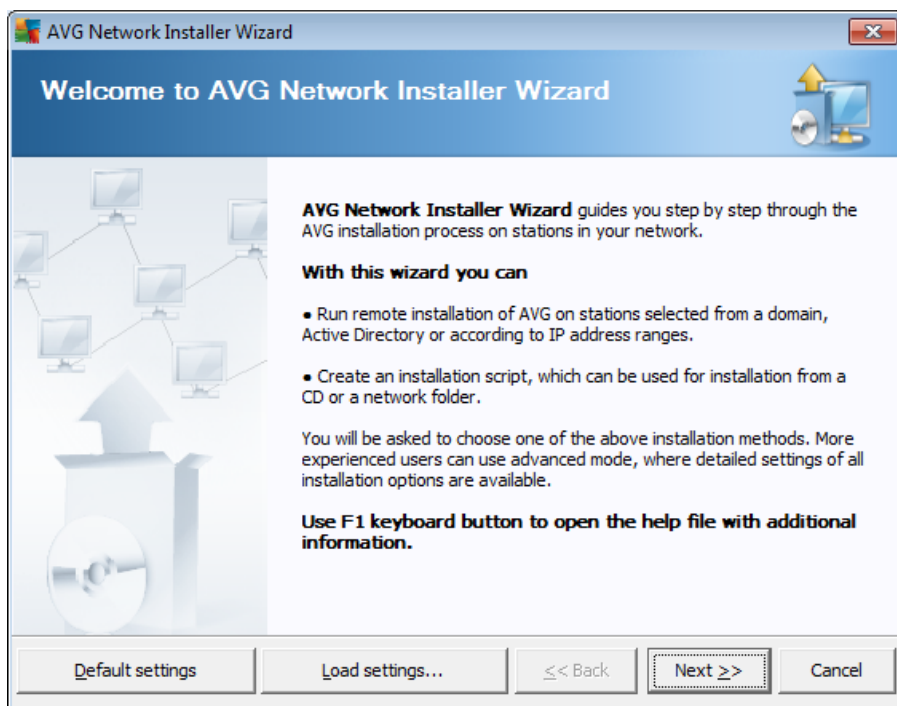 AVG Network Installer Wizard
Welcome to AVG Network Installer Wizard
AVG Network Installer Wizard guides you step by step through the
AVG installation process on stations in your network.
With this wizard you can
● Run remote installation of AVG on stations selected from a domain,
Active Directory or according to IP address ranges.
● Create an installation script, which can be used for installation from a
CD or a network folder.
You will be asked to choose one of the above installation methods. More
experienced users can use advanced mode, where detailed settings of all
installation options are available.
Use F1 keyboard button to open the help file with additional
information.
Default settings
Load settings...
<< Back
Next >>
Cancel